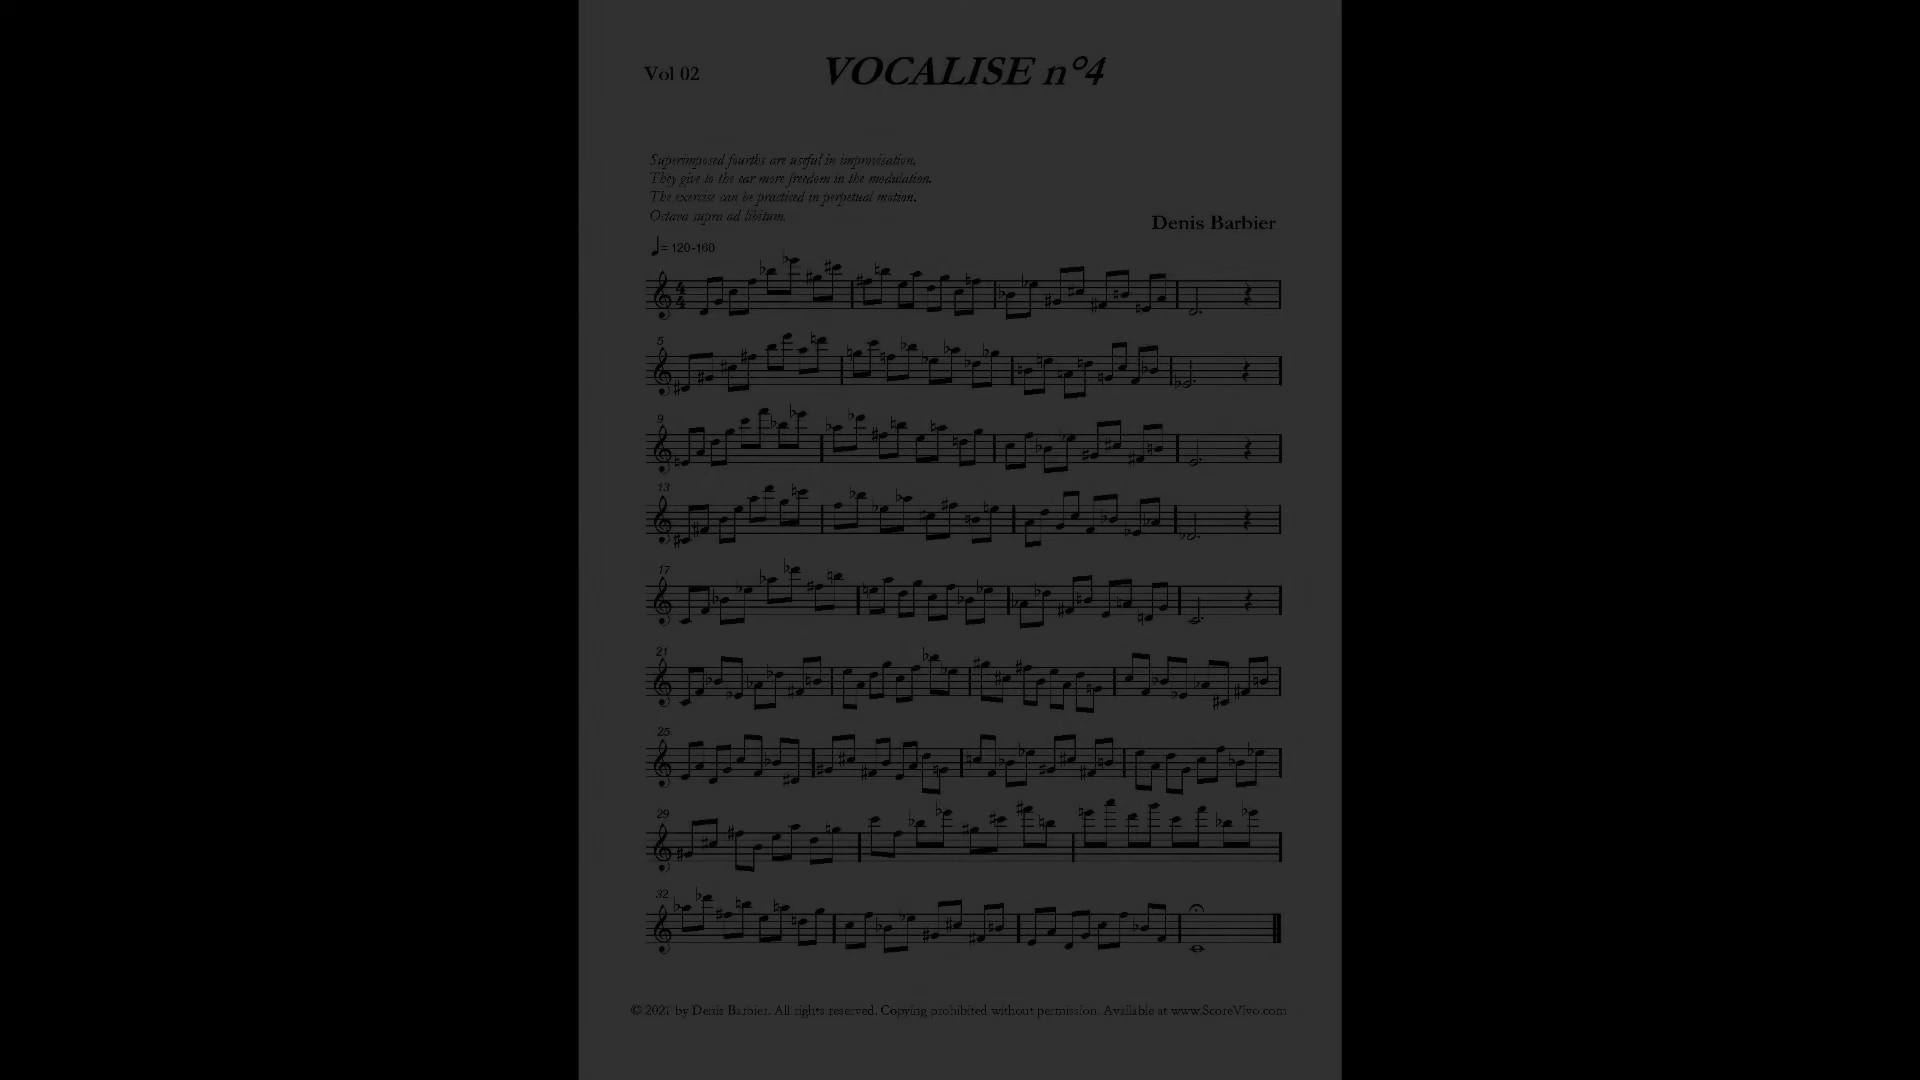 Vol 02
VOCALISE n°4
Superimposed fourths are useful in improvisation.
They give to the ear more freedom in the modulation.
The exercise can be practiced in perpetual motion.
Octava supra ad libitum.
Denis Barbier
= 120-160
4
4
5
9
13
17
21
25
29
32
© 2021 by Denis Barbier. All rights reserved. Copying prohibited without permission. Available at www.ScoreVivo.com